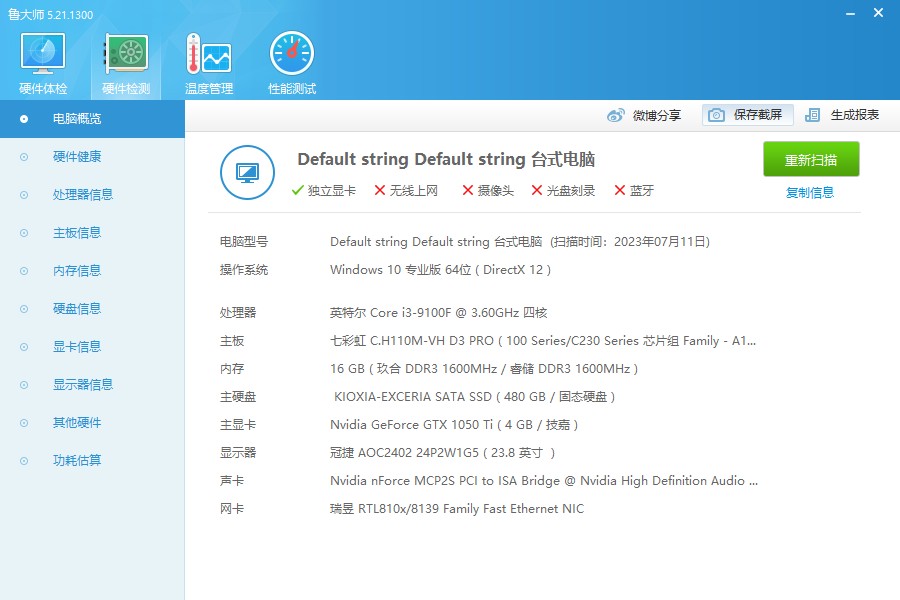 鲁大师 5.21.1300
硬件体检 硬件检测 温度管理 性能测试
微博分享 保存截屏 生成报表
电脑概览
硬件健康
处理器信息
主板信息
内存信息
硬盘信息
显卡信息
显示器信息
其他硬件
功耗估算
Default string Default string 台式电脑
重新扫描
独立显卡 无线上网 摄像头 光盘刻录 蓝牙
复制信息
电脑型号 Default string Default string 台式电脑 (扫描时间：2023年07月11日)
操作系统 Windows 10 专业版 64位 ( DirectX 12 )
处理器 英特尔 Core i3-9100F @ 3.60GHz 四核
主板 七彩虹 C.H110M-VH D3 PRO ( 100 Series/C230 Series 芯片组 Family - A1...
内存 16 GB ( 玖合 DDR3 1600MHz / 睿储 DDR3 1600MHz )
主硬盘 KIOXIA-EXCERIA SATA SSD ( 480 GB / 固态硬盘 )
主显卡 Nvidia GeForce GTX 1050 Ti ( 4 GB / 技嘉 )
显示器 冠捷 AOC2402 24P2W1G5 ( 23.8 英寸 )
声卡 Nvidia nForce MCP2S PCI to ISA Bridge @ Nvidia High Definition Audio ...
网卡 瑞昱 RTL810x/8139 Family Fast Ethernet NIC